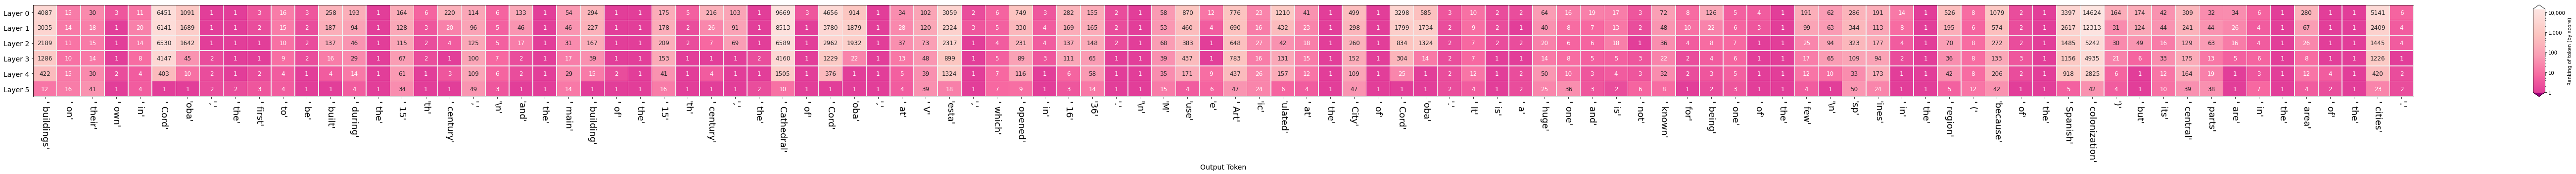 Layer 0 4087 15 30 3 11 6451 1091 1 1 3 16 3 258 193 1 164 6 220 14 6 133 1 54 294 1 1 175 5 216 103 1 9669 3 4656 914 1 34 102 3059 2 6 749 3 282 155 2 1 58 870 12 776 23 1210 41 1 499 1 3298 585 3 10 2 2 64 16 19 17 3 72 8 126 5 4 1 191 62 286 191 14 1 526 8 1079 2 1 3397 14624 164 174 42 309 32 34 6 1 280 1 1 5141 6
Layer 1 3035 14 18 1 20 6141 1689 1 1 2 15 2 187 94 1 128 3 20 96 5 46 1 46 227 1 1 178 2 26 91 1 8513 1 3780 1879 1 28 120 2324 3 5 330 4 169 165 2 1 53 460 4 690 16 432 23 1 298 1 1799 1734 2 9 2 1 40 8 7 13 2 48 10 22 6 3 1 99 63 344 113 8 1 195 6 574 2 1 2617 12313 31 124 44 241 44 26 4 1 67 1 1 2409 4
Layer 2 2189 11 15 1 14 6530 1642 1 1 1 10 2 137 46 1 115 2 4 125 5 17 1 31 167 1 1 209 2 7 69 1 6589 1 2962 1932 1 37 73 2317 1 4 231 4 137 148 2 1 68 383 1 648 27 42 18 1 260 1 834 1324 2 7 2 2 20 6 6 18 1 36 4 8 7 1 1 25 94 323 177 4 1 70 8 272 2 1 1485 5242 30 49 16 129 63 16 4 1 26 1 1 1445 4
Layer 3 1286 10 14 1 8 4147 45 2 1 1 9 2 16 29 1 67 2 1 100 7 2 1 17 39 1 1 153 1 1 72 2 4160 1 1229 22 1 13 48 899 1 5 89 3 111 65 1 1 39 437 1 783 16 131 15 1 152 1 304 14 2 7 1 1 14 8 5 5 3 22 2 4 6 1 1 17 65 109 94 2 1 36 8 133 3 1 1156 4935 21 6 33 175 13 5 6 1 8 1 1 1226 1
Layer 4 422 15 30 2 4 403 10 2 1 2 4 1 4 14 1 61 1 3 109 6 2 1 29 15 2 1 41 1 4 1 1 1505 1 376 1 1 5 39 1324 1 7 116 1 6 58 1 1 35 171 9 437 26 157 12 1 109 1 25 1 2 12 1 2 50 10 3 4 3 32 2 3 5 1 1 12 10 33 173 1 1 42 8 206 2 1 918 2825 6 1 12 164 19 1 3 1 12 4 1 420 2
Layer 5 12 16 41 1 4 1 1 2 2 3 4 1 6 4 1 34 1 1 49 3 1 1 14 1 1 1 16 1 1 1 2 10 1 1 1 1 4 39 18 1 7 9 1 3 14 1 1 15 4 6 47 24 6 4 1 47 1 1 1 2 4 1 2 25 36 3 2 6 8 1 1 3 1 1 4 1 50 24 1 1 5 12 42 1 1 5 42 4 1 10 39 38 1 7 1 4 1 1 23 2
' buildings' ' on' ' their' ' own' ' in' ' Cord' 'oba' ',' ' the' ' first' ' to' ' be' ' built' ' during' ' the' ' 15' 'th' ' century' ',' '\n' 'and' ' the' ' main' ' building' ' of' ' the' ' 15' 'th' ' century' ',' ' the' ' Cathedral' ' of' ' Cord' 'oba' ',' ' at' ' V' 'esta' ',' ' which' ' opened' ' in' ' 16' '36' '.' '\n' 'M' 'use' 'e' ' Art' 'ic' 'ulated' ' at' ' the' ' City' ' of' ' Cord' 'oba' '.' ' It' ' is' ' a' ' huge' ' one' ' and' ' is' ' not' ' known' ' for' ' being' ' one' ' of' ' the' ' few' '\n' 'sp' 'ines' ' in' ' the' ' region' ' (' 'because' ' of' ' the' ' Spanish' ' colonization' ')' ' but' ' its' ' central' ' parts' ' are' ' in' ' the' ' area' ' of' ' the' ' cities' '.'
Output Token
10,000
1,000
100
10
1
Ranking of token (by score)